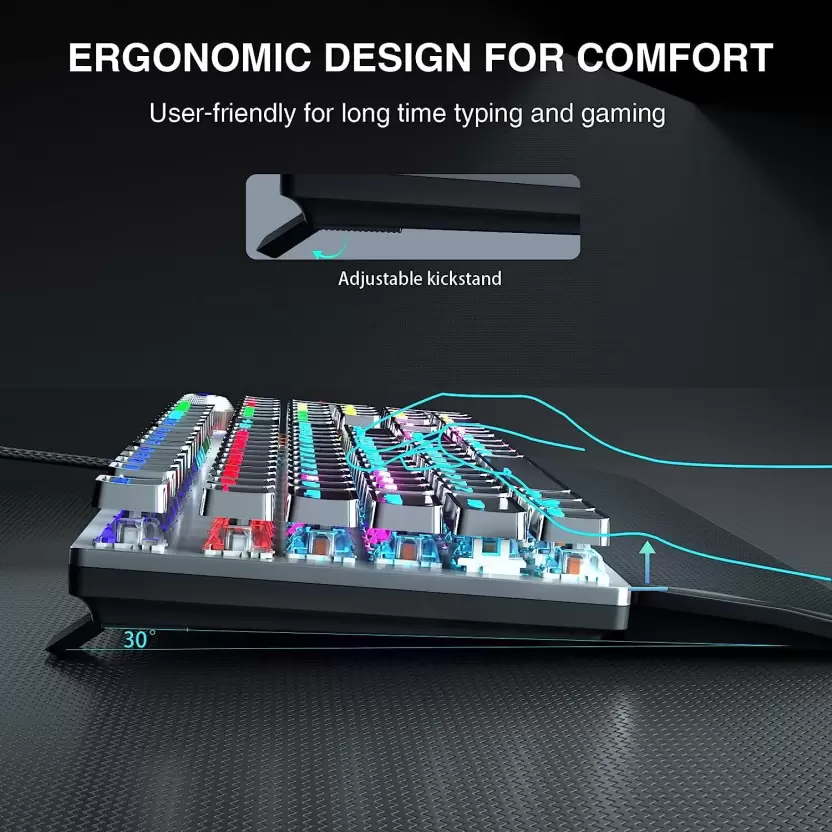 ERGONOMIC DESIGN FOR COMFORT
User-friendly for long time typing and gaming
Adjustable kickstand
30°